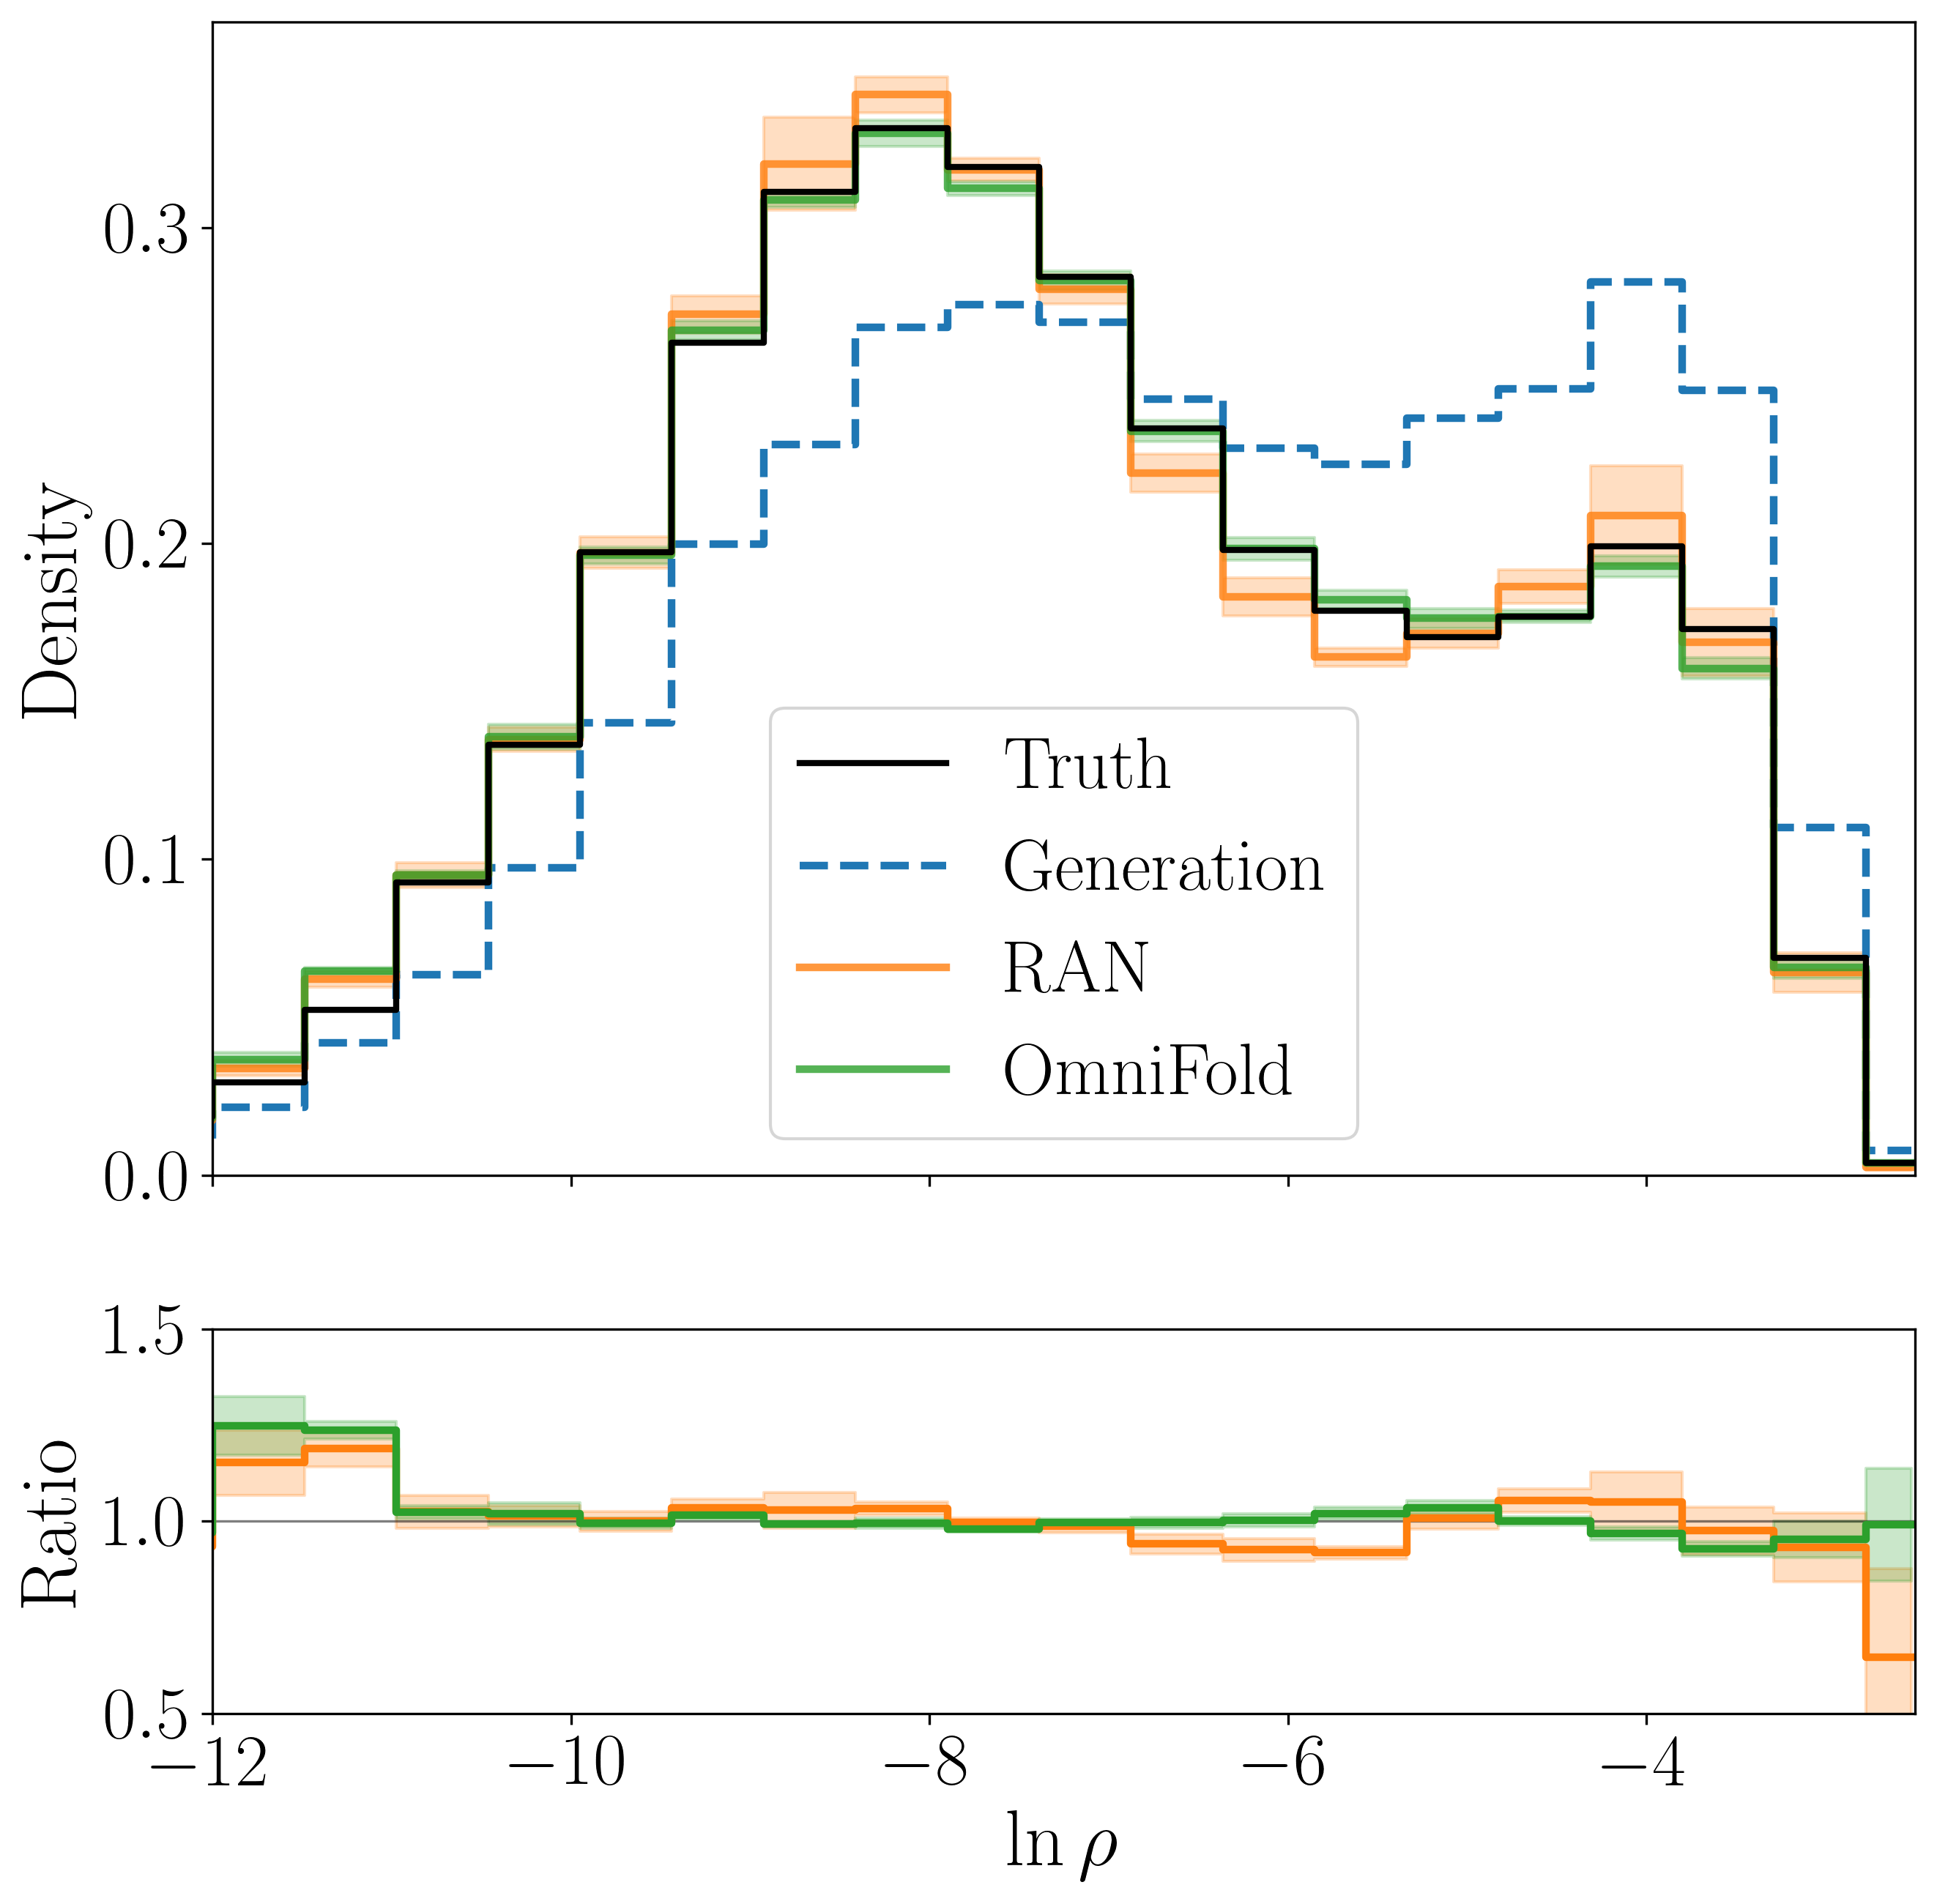 Density
0.3
0.2
0.1
0.0
Truth
Generation
RAN
OmniFold
Ratio
1.5
1.0
0.5
−12 −10 −8 −6 −4
ln ρ